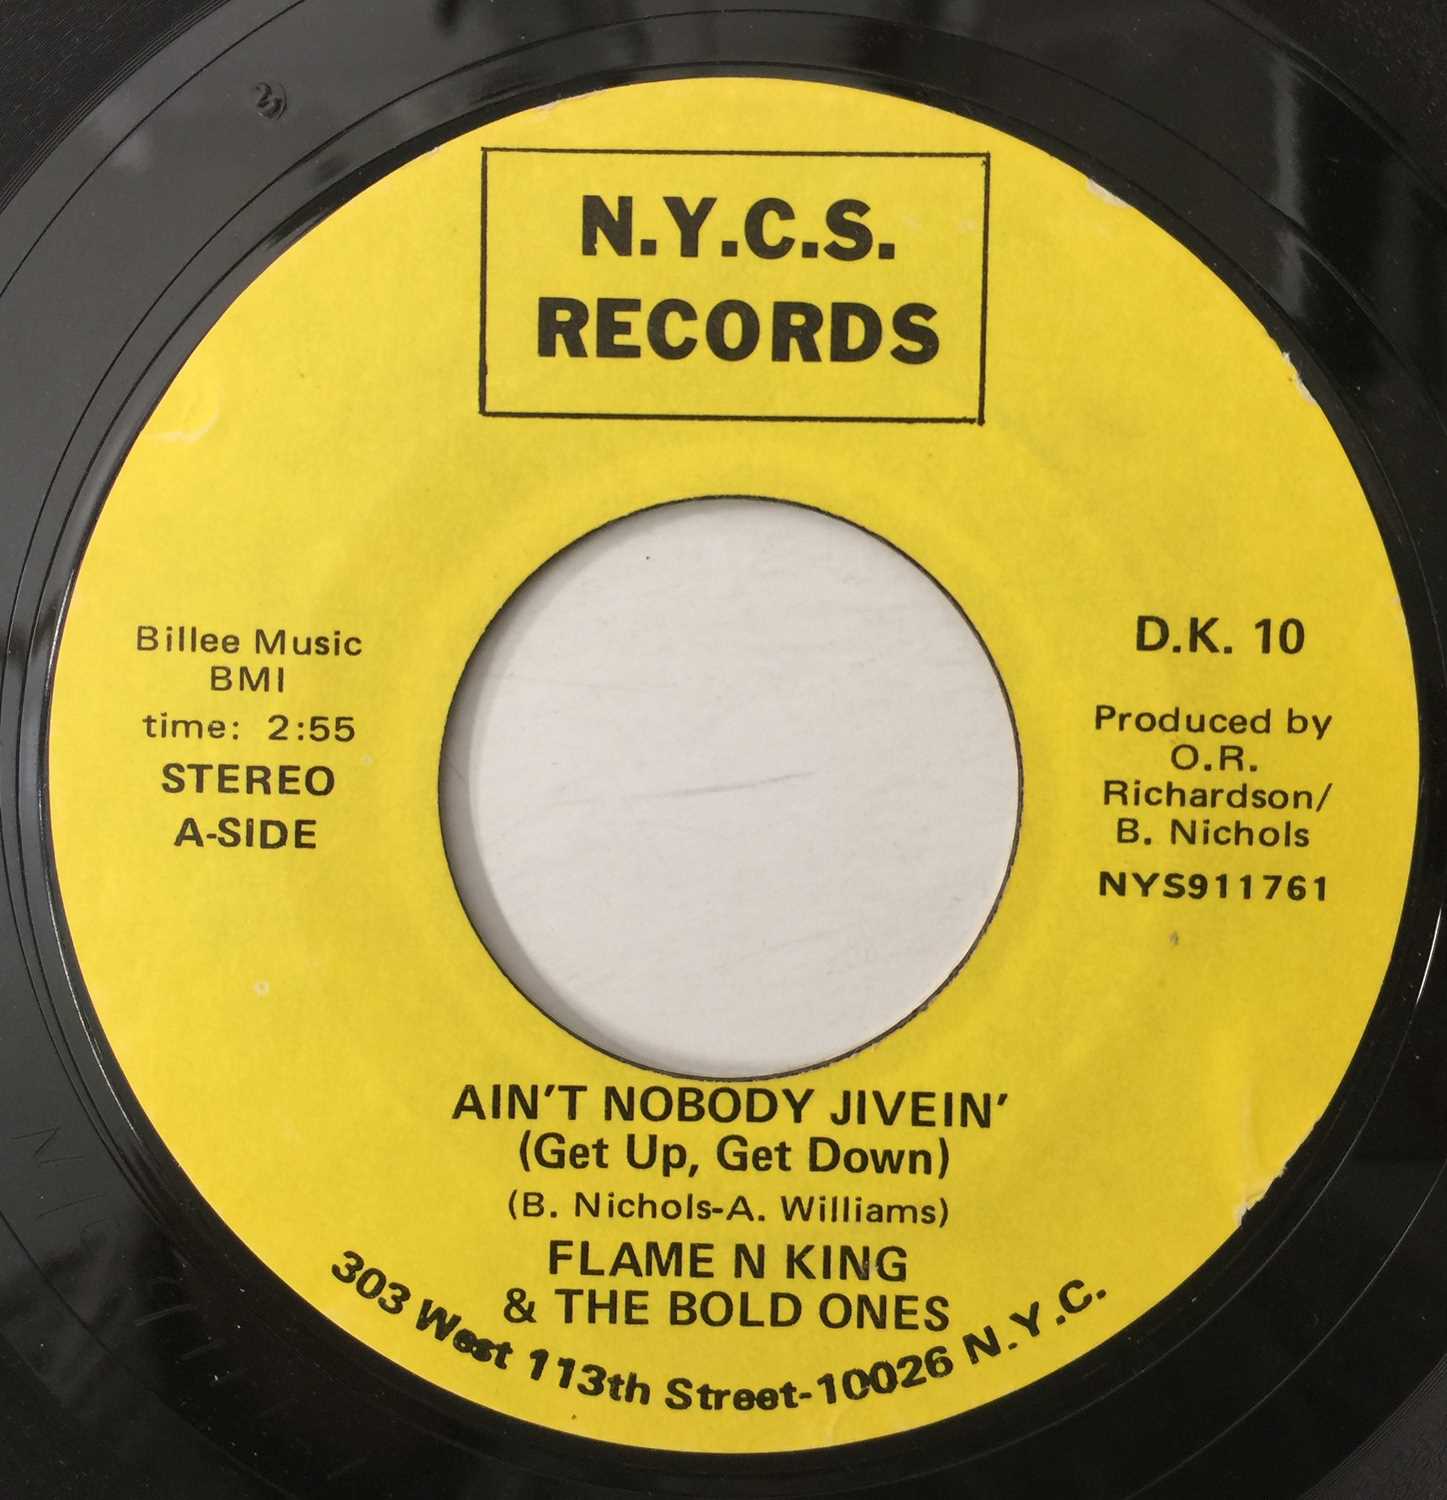 N.Y.C.S.
RECORDS
Billee Music
BMI
time: 2:55
STEREO
A-SIDE
D.K. 10
Produced by
O.R.
Richardson/
B. Nichols
NYS911761
AIN'T NOBODY JIVEIN'
(Get Up, Get Down)
(B. Nichols-A. Williams)
FLAME N KING
& THE BOLD ONES
303 West 113th Street-10026 N.Y.C.